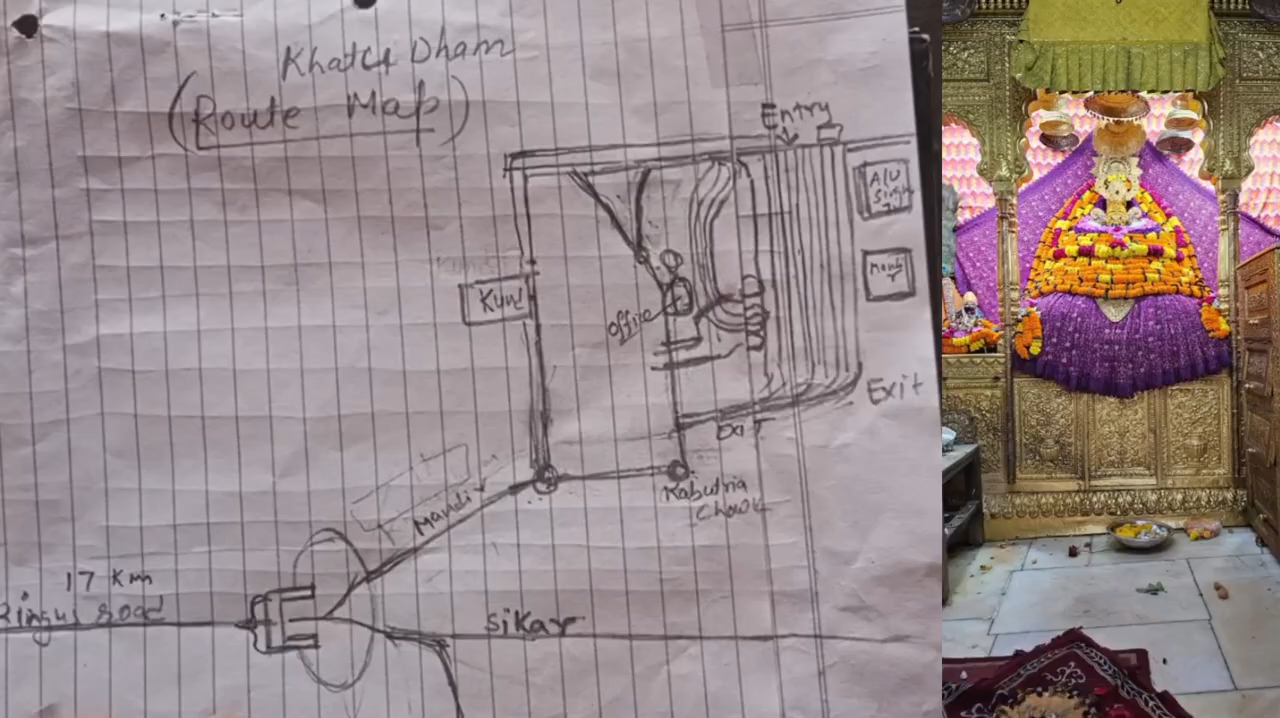 Khatu Dham
(Route Map)
Entry
Alu
Singh
Mandi
r
Kund
Office
Exit
Exit
Kabutria
Chowk
Mandir
17 Km
Ringus road
Sikar